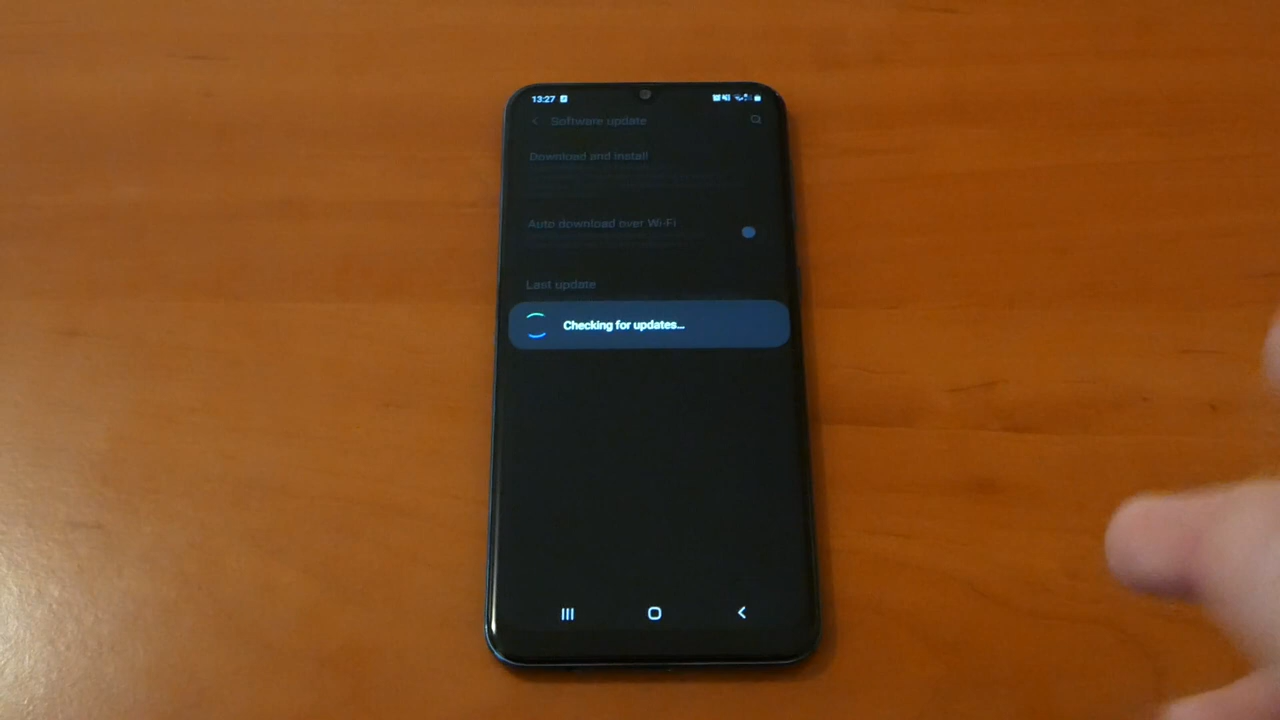 13:27
Software update
Download and install
Auto download over Wi-Fi
Last update
Checking for updates...